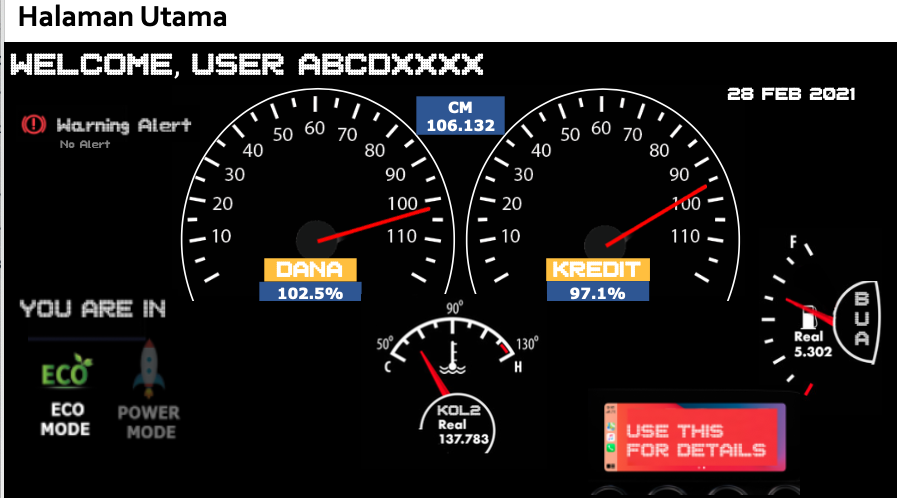 Halaman Utama
WELCOME, USER ABCDXXXX
28 FEB 2021
Warning Alert
No Alert
CM
106.132
10 20 30 40 50 60 70 80 90 100 110
DANA
102.5%
10 20 30 40 50 60 70 80 90 100 110
KREDIT
97.1%
YOU ARE IN
ECO
ECO
MODE
POWER
MODE
50° 90° 130°
C H
KOL2
Real
137.783
F
BUA
Real
5.302
USE THIS
FOR DETAILS